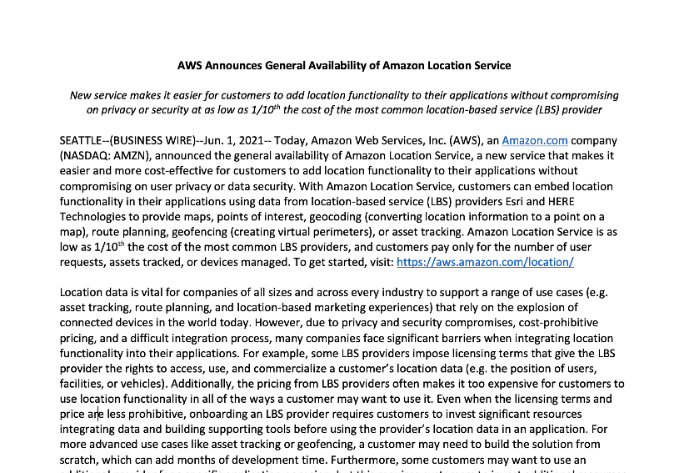 AWS Announces General Availability of Amazon Location Service
New service makes it easier for customers to add location functionality to their applications without compromising
on privacy or security at as low as 1/10th the cost of the most common location-based service (LBS) provider
SEATTLE--(BUSINESS WIRE)--Jun. 1, 2021-- Today, Amazon Web Services, Inc. (AWS), an Amazon.com company
(NASDAQ: AMZN), announced the general availability of Amazon Location Service, a new service that makes it
easier and more cost-effective for customers to add location functionality to their applications without
compromising on user privacy or data security. With Amazon Location Service, customers can embed location
functionality in their applications using data from location-based service (LBS) providers Esri and HERE
Technologies to provide maps, points of interest, geocoding (converting location information to a point on a
map), route planning, geofencing (creating virtual perimeters), or asset tracking. Amazon Location Service is as
low as 1/10th the cost of the most common LBS providers, and customers pay only for the number of user
requests, assets tracked, or devices managed. To get started, visit: https://aws.amazon.com/location/
Location data is vital for companies of all sizes and across every industry to support a range of use cases (e.g.
asset tracking, route planning, and location-based marketing experiences) that rely on the explosion of
connected devices in the world today. However, due to privacy and security compromises, cost-prohibitive
pricing, and a difficult integration process, many companies face significant barriers when integrating location
functionality into their applications. For example, some LBS providers impose licensing terms that give the LBS
provider the rights to access, use, and commercialize a customer's location data (e.g. the position of users,
facilities, or vehicles). Additionally, the pricing from LBS providers often makes it too expensive for customers to
use location functionality in all of the ways a customer may want to use it. Even when the licensing terms and
price are less prohibitive, onboarding an LBS provider requires customers to invest significant resources
integrating data and building supporting tools before using the provider's location data in an application. For
more advanced use cases like asset tracking or geofencing, a customer may need to build the solution from
scratch, which can add months of development time. Furthermore, some customers may want to use an